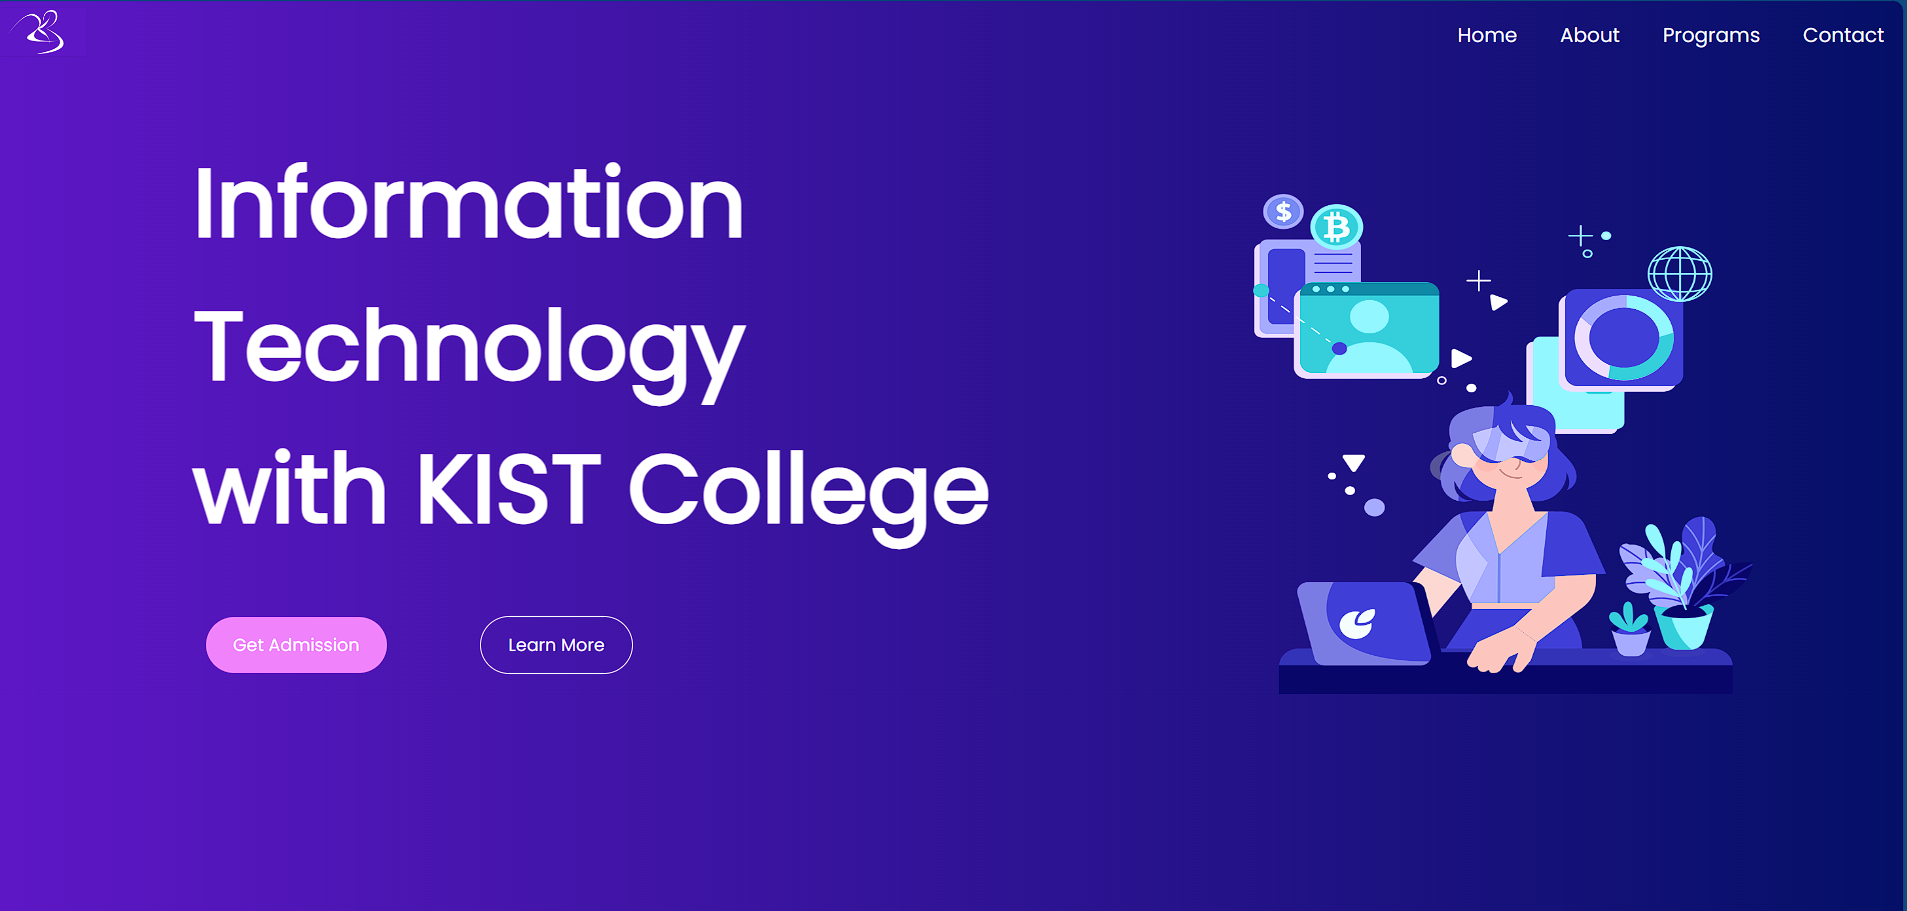 Home About Programs Contact
Information
Technology
with KIST College
Get Admission Learn More